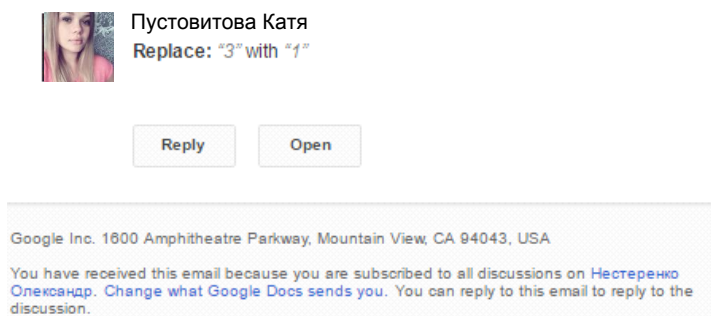 Пустовитова Катя
Replace: “3” with “1”
Reply Open
Google Inc. 1600 Amphitheatre Parkway, Mountain View, CA 94043, USA
You have received this email because you are subscribed to all discussions on Нестеренко
Олександр. Change what Google Docs sends you. You can reply to this email to reply to the
discussion.